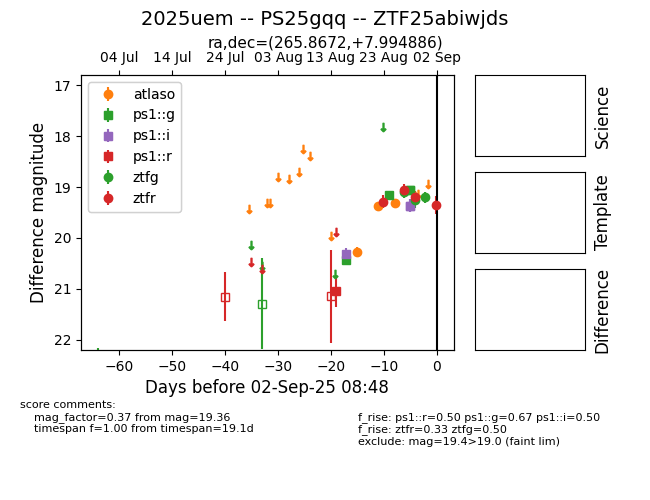 2025uem -- PS25gqq -- ZTF25abiwjds
ra,dec=(265.8672,+7.994886)
04 Jul 14 Jul 24 Jul 03 Aug 13 Aug 23 Aug 02 Sep
17
18
19
20
21
22
Difference magnitude
atlaso
ps1::g
ps1::i
ps1::r
ztfg
ztfr
−60 −50 −40 −30 −20 −10 0
Days before 02-Sep-25 08:48
Science
Template
Difference
score comments:
mag_factor=0.37 from mag=19.36
timespan f=1.00 from timespan=19.1d
f_rise: ps1::r=0.50 ps1::g=0.67 ps1::i=0.50
f_rise: ztfr=0.33 ztfg=0.50
exclude: mag=19.4>19.0 (faint lim)